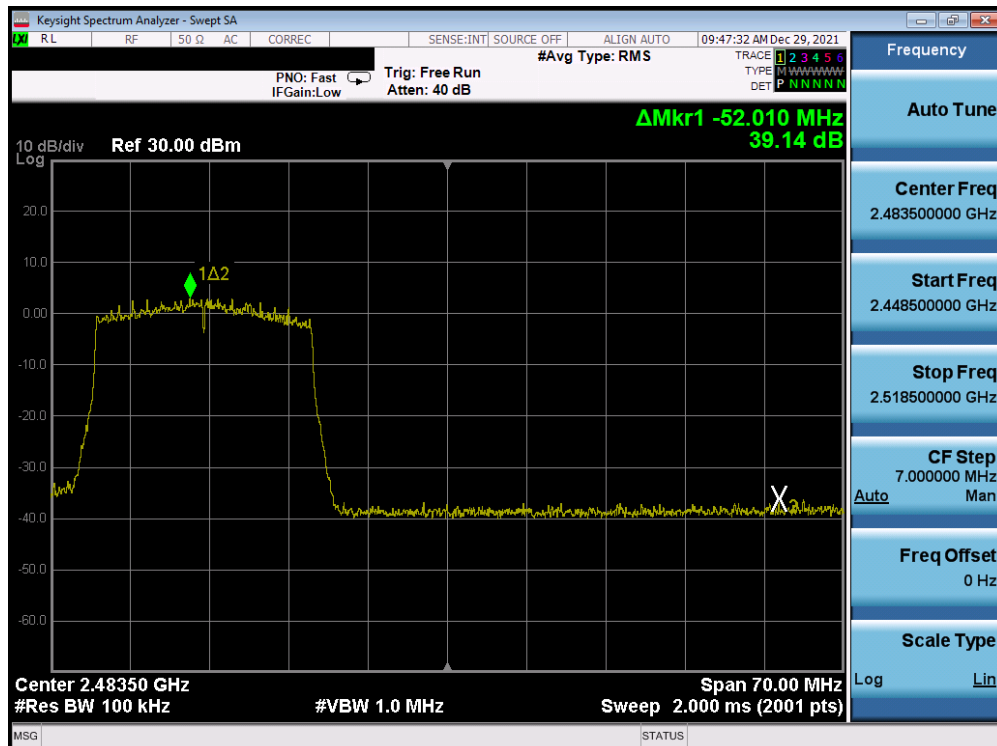 Keysight Spectrum Analyzer - Swept SA
LXI RL RF 50 Ω AC CORREC SENSE:INT SOURCE OFF ALIGN AUTO 09:47:32 AM Dec 29, 2021
#Avg Type: RMS
TRACE 1 2 3 4 5 6
PNO: Fast Trig: Free Run
TYPE M W W W W W
IFGain:Low Atten: 40 dB
DET P N N N N N
ΔMkr1 -52.010 MHz
39.14 dB
10 dB/div Ref 30.00 dBm
Log
20.0
10.0
1Δ2
0.00
-10.0
-20.0
-30.0
X2
-40.0
-50.0
-60.0
Center 2.48350 GHz Span 70.00 MHz
#Res BW 100 kHz #VBW 1.0 MHz Sweep 2.000 ms (2001 pts)
MSG STATUS
Frequency
Auto Tune
Center Freq
2.483500000 GHz
Start Freq
2.448500000 GHz
Stop Freq
2.518500000 GHz
CF Step
7.000000 MHz
Auto Man
Freq Offset
0 Hz
Scale Type
Log Lin